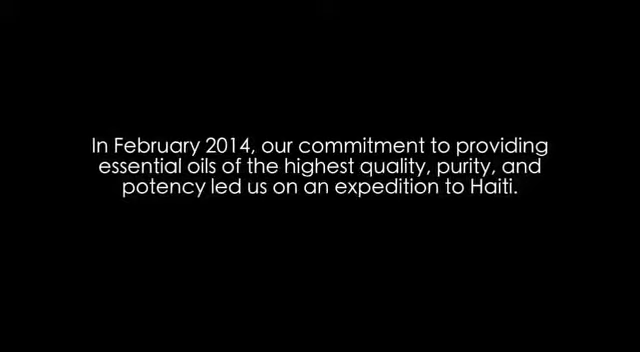 In February 2014, our commitment to providing
essential oils of the highest quality, purity, and
potency led us on an expedition to Haiti.